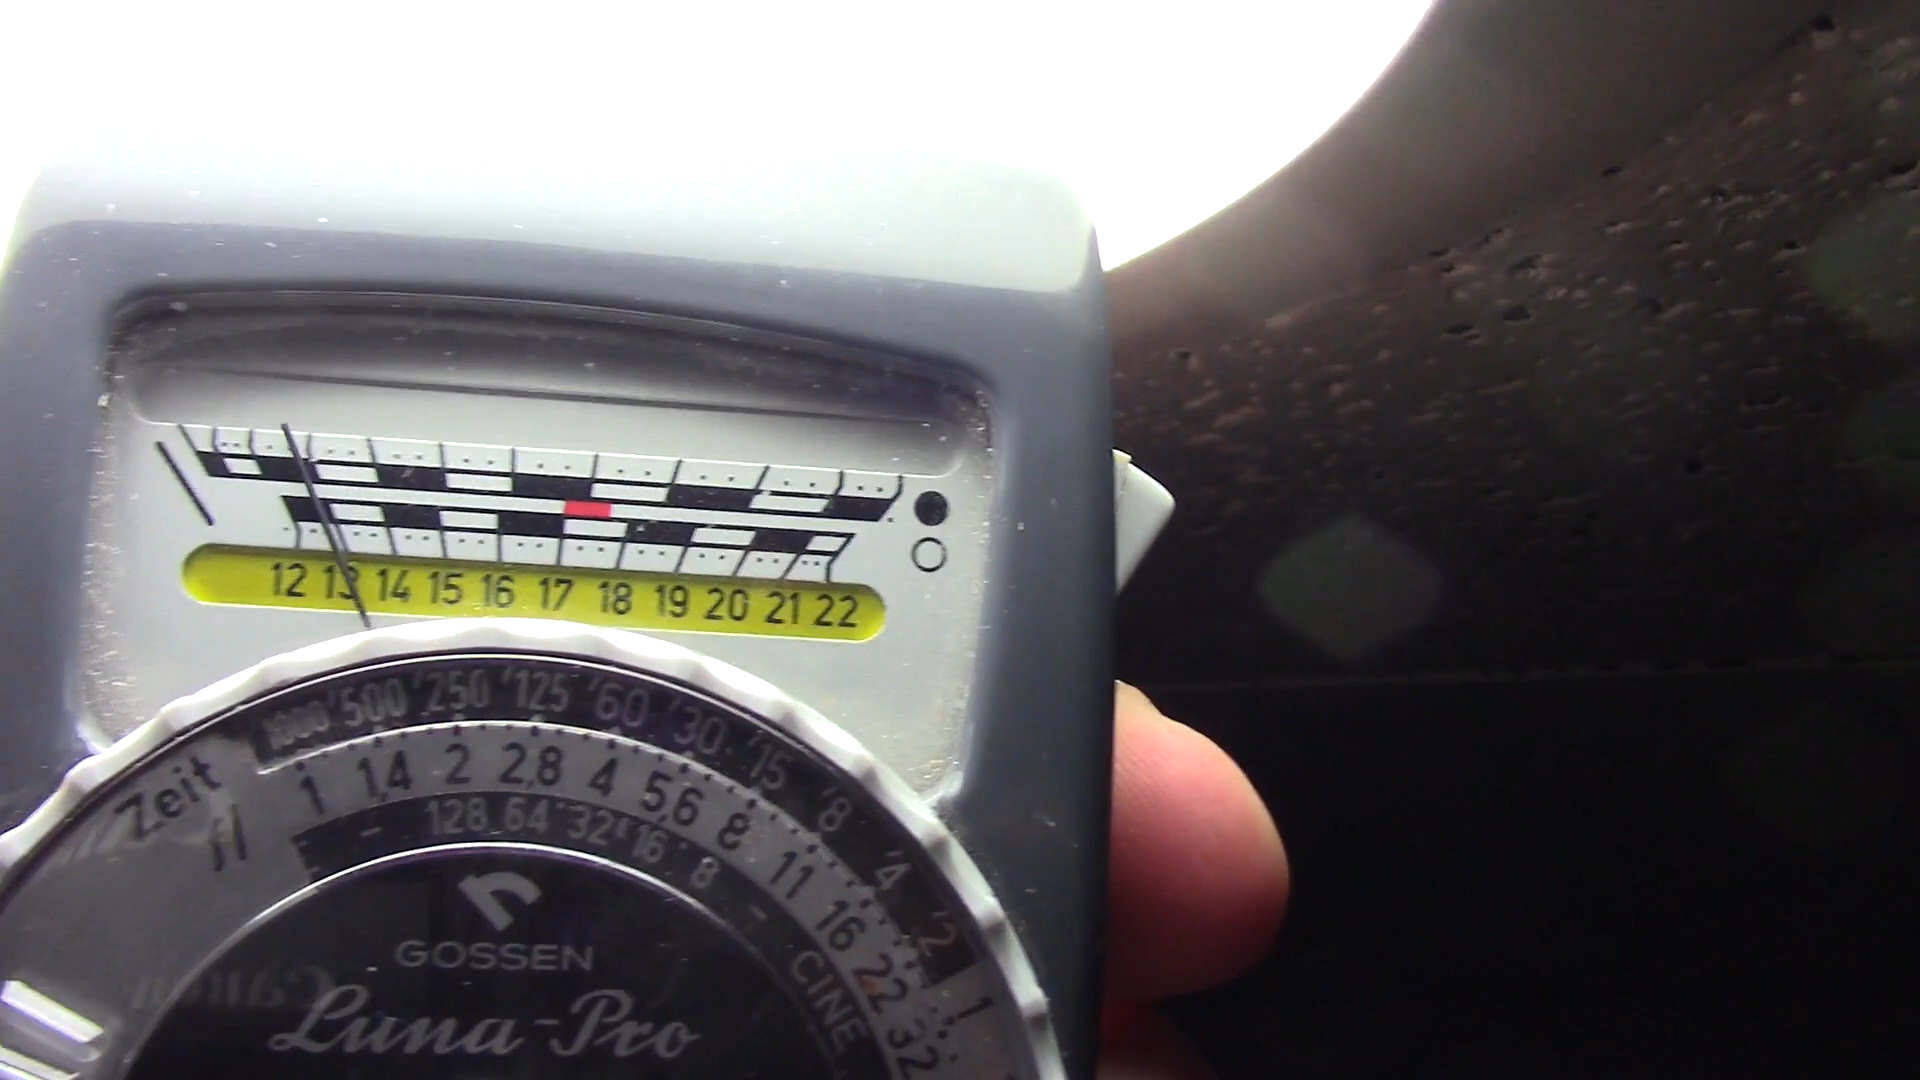 12 13 14 15 16 17 18 19 20 21 22
1000 '500 '250 '125 '60 '30 '15 '8 '4 '2 1
Zeit
f/ 1 1,4 2 2,8 4 5,6 8 11 16 22 32
128 64 32 16 8
CINE
GOSSEN
Luna-Pro
Canon